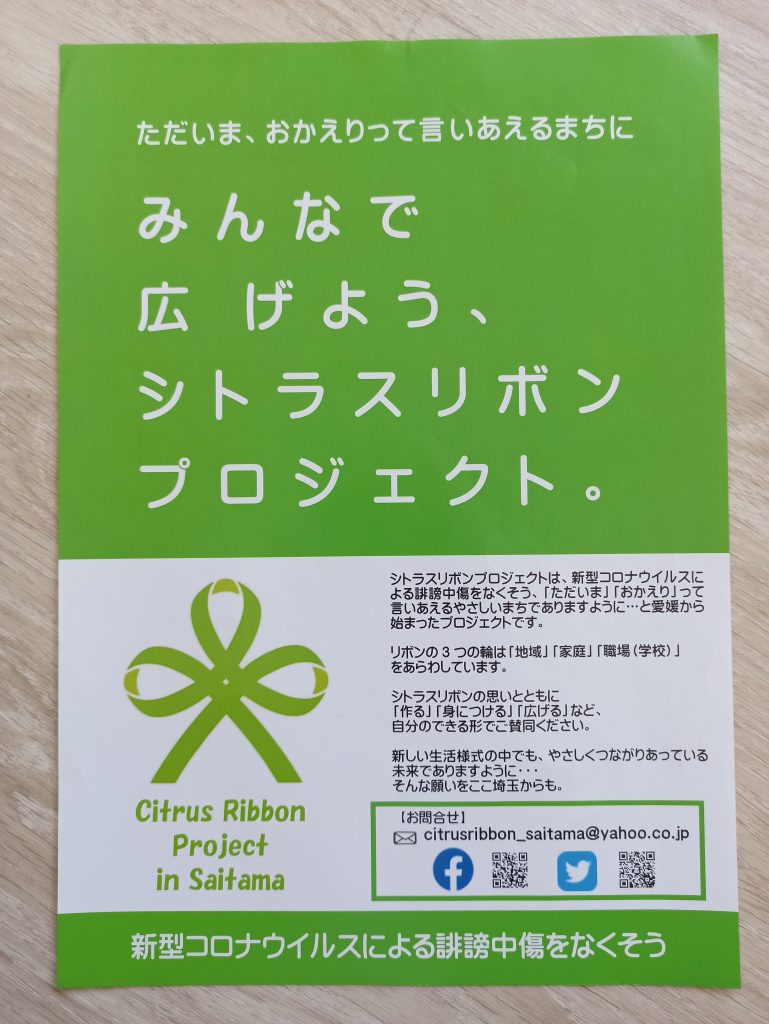 ただいま、おかえりって言いあえるまちに
みんなで
広げよう、
シトラスリボン
プロジェクト。
シトラスリボンプロジェクトは、新型コロナウイルスに
よる誹謗中傷をなくそう、「ただいま」「おかえり」って
言いあえるやさしいまちでありますように…と愛媛から
始まったプロジェクトです。
リボンの3つの輪は「地域」「家庭」「職場(学校)」
をあらわしています。
シトラスリボンの思いとともに
「作る」「身につける」「広げる」など、
自分のできる形でご賛同ください。
新しい生活様式の中でも、やさしくつながりあっている
未来でありますように・・・
そんな願いをここ埼玉からも。
Citrus Ribbon
Project
in Saitama
【お問合せ】
citrusribbon_saitama@yahoo.co.jp
新型コロナウイルスによる誹謗中傷をなくそう